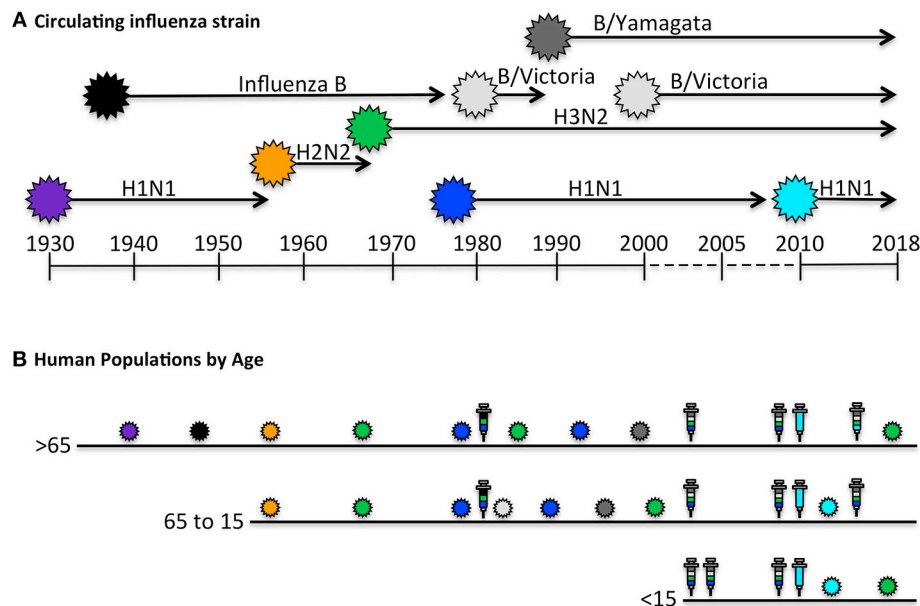 A Circulating influenza strain
B/Yamagata
Influenza B
B/Victoria
B/Victoria
H3N2
H2N2
H1N1
H1N1
H1N1
1930 1940 1950 1960 1970 1980 1990 2000 2005 2010 2018
B Human Populations by Age
>65
65 to 15
<15